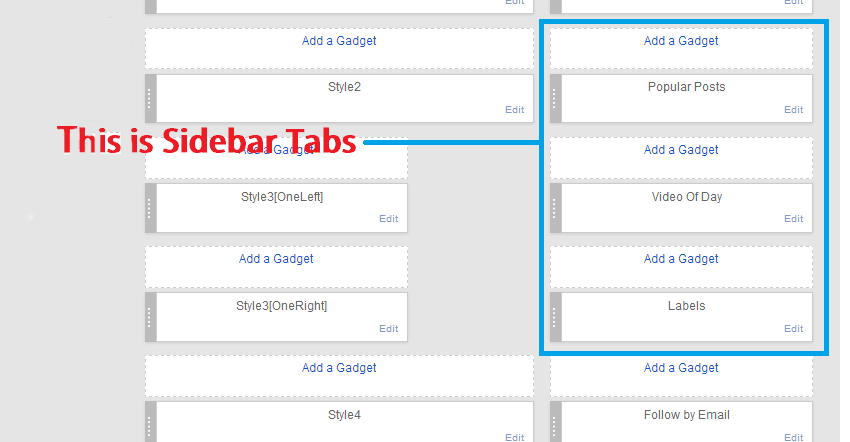 Edit
Edit
Add a Gadget
Add a Gadget
Style2
Edit
Popular Posts
Edit
This is Sidebar Tabs
Add a Gadget
Add a Gadget
Style3[OneLeft]
Edit
Video Of Day
Edit
Add a Gadget
Add a Gadget
Style3[OneRight]
Edit
Labels
Edit
Add a Gadget
Add a Gadget
Style4
Edit
Follow by Email
Edit